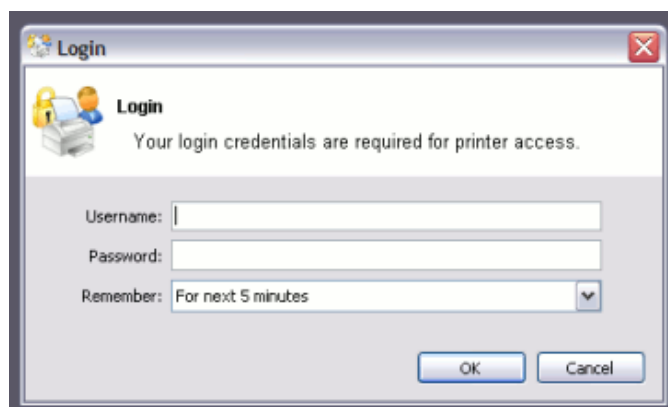 Login
Login
Your login credentials are required for printer access.
Username:
Password:
Remember: For next 5 minutes
OK Cancel